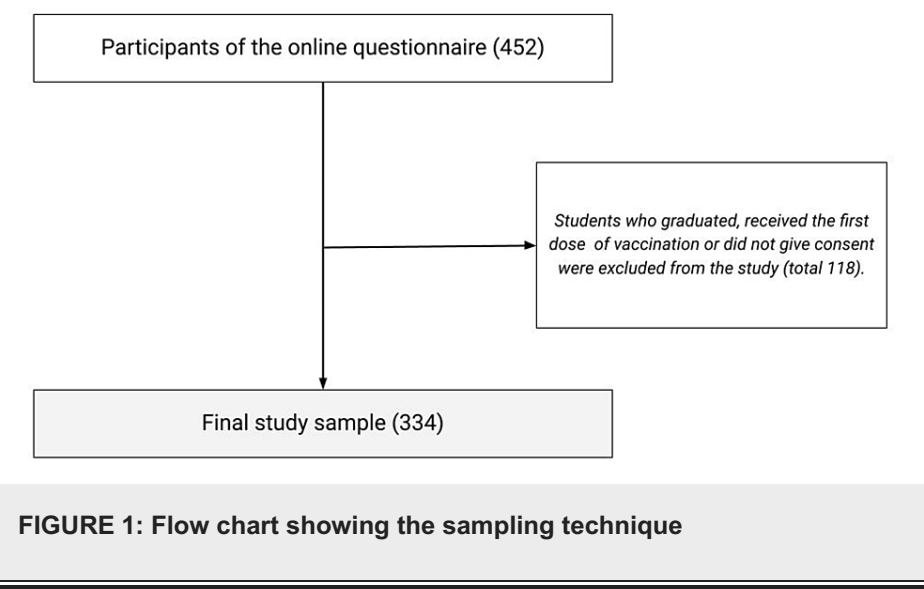 Participants of the online questionnaire (452)
Students who graduated, received the first
dose of vaccination or did not give consent
were excluded from the study (total 118).
Final study sample (334)
FIGURE 1: Flow chart showing the sampling technique